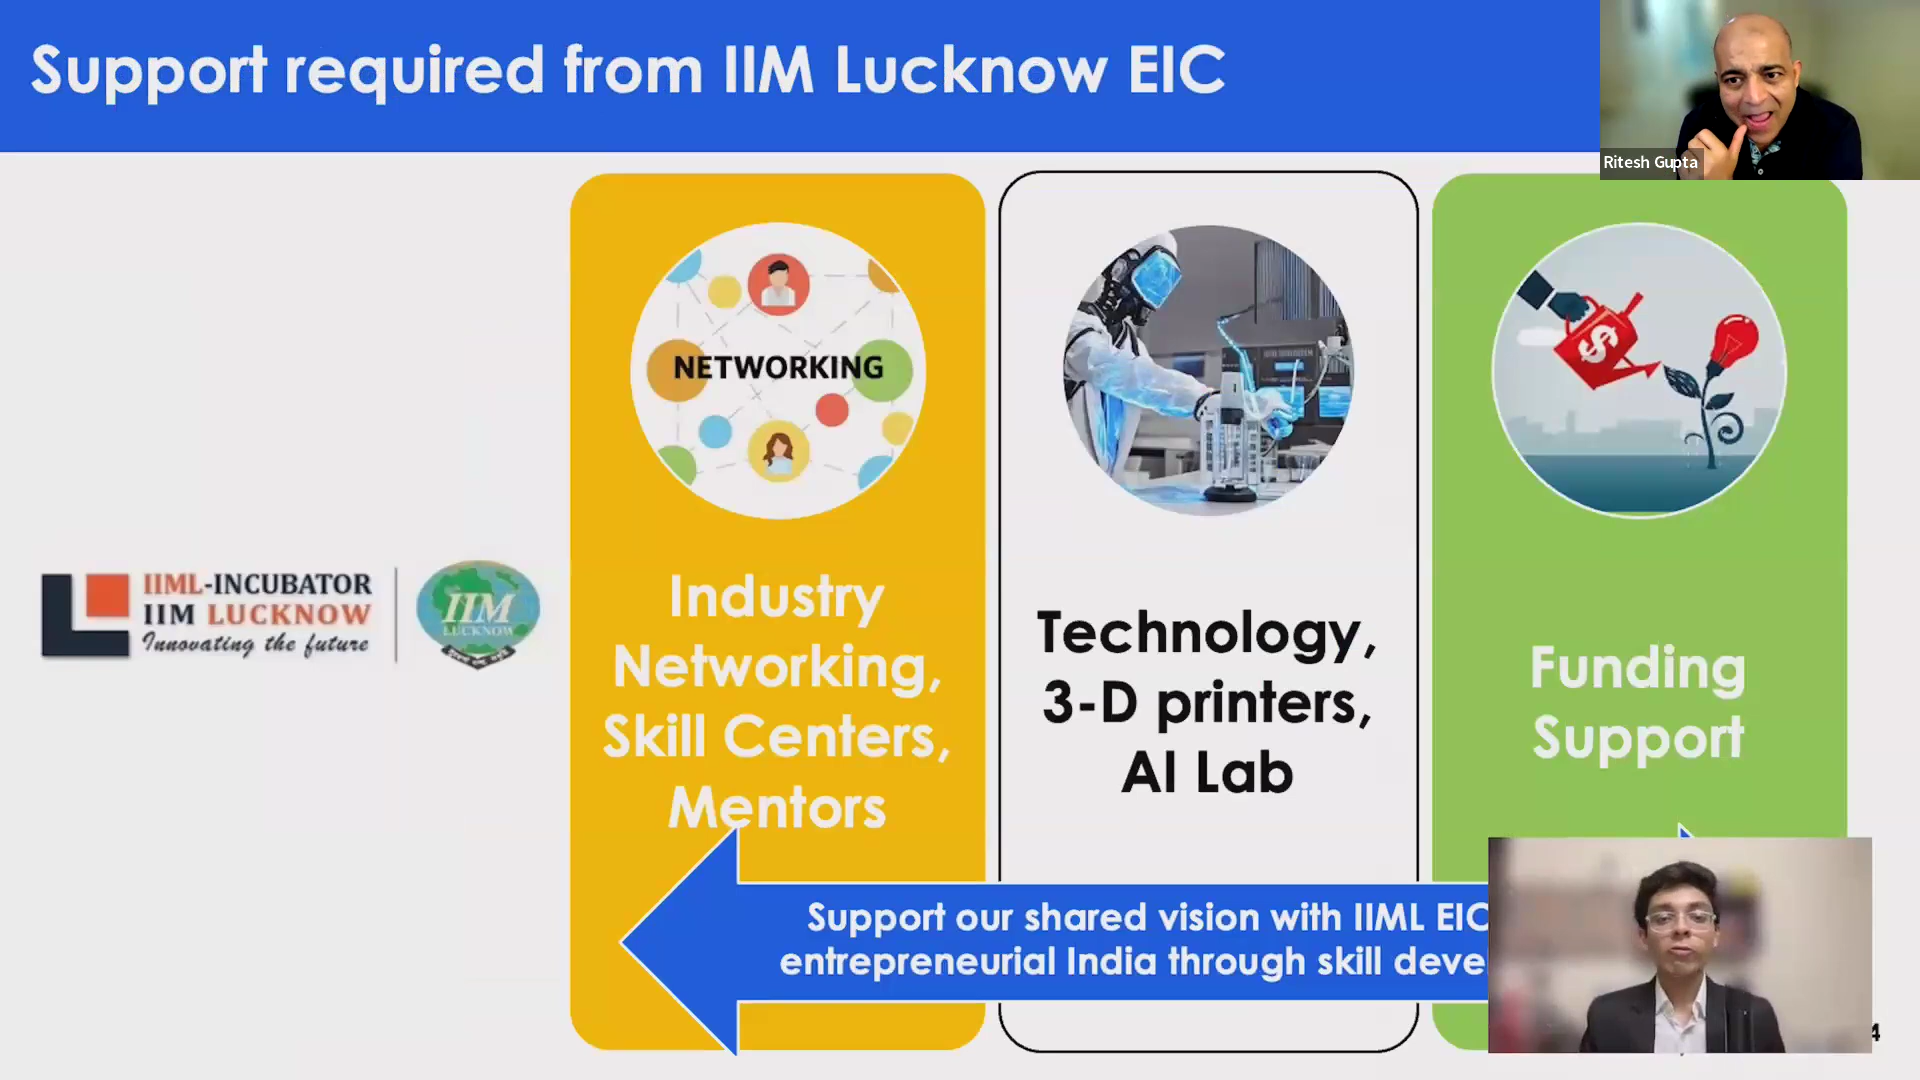 Support required from IIM Lucknow EIC
Ritesh Gupta
NETWORKING
$
IIML-INCUBATOR
IIM LUCKNOW
Innovating the future
IIM
LUCKNOW
Industry
Networking,
Skill Centers,
Mentors
Technology,
3-D printers,
AI Lab
Funding
Support
Support our shared vision with IIML EIC
entrepreneurial India through skill deve
4